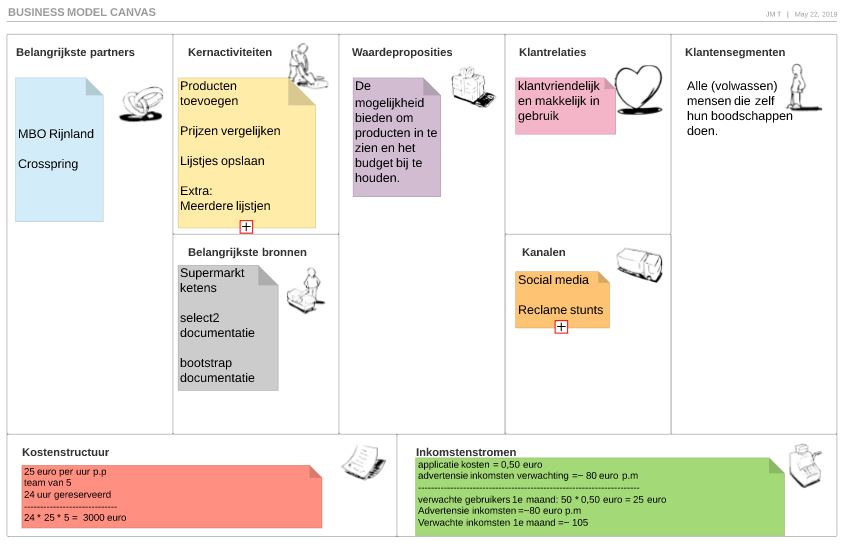 BUSINESS MODEL CANVAS
JM T | May 22, 2019
Belangrijkste partners
MBO Rijnland
Crosspring
Kernactiviteiten
Producten
toevoegen
Prijzen vergelijken
Lijstjes opslaan
Extra:
Meerdere lijstjen
Belangrijkste bronnen
Supermarkt
ketens
select2
documentatie
bootstrap
documentatie
Waardeproposities
De
mogelijkheid
bieden om
producten in te
zien en het
budget bij te
houden.
Klantrelaties
klantvriendelijk
en makkelijk in
gebruik
Kanalen
Social media
Reclame stunts
Klantensegmenten
Alle (volwassen)
mensen die zelf
hun boodschappen
doen.
Kostenstructuur
25 euro per uur p.p
team van 5
24 uur gereserveerd
----------------------------
24 * 25 * 5 = 3000 euro
Inkomstenstromen
applicatie kosten = 0,50 euro
advertensie inkomsten verwachting =~ 80 euro p.m
-------------------------------------------------------------------
verwachte gebruikers 1e maand: 50 * 0,50 euro = 25 euro
Advertensie inkomsten =~80 euro p.m
Verwachte inkomsten 1e maand =~ 105